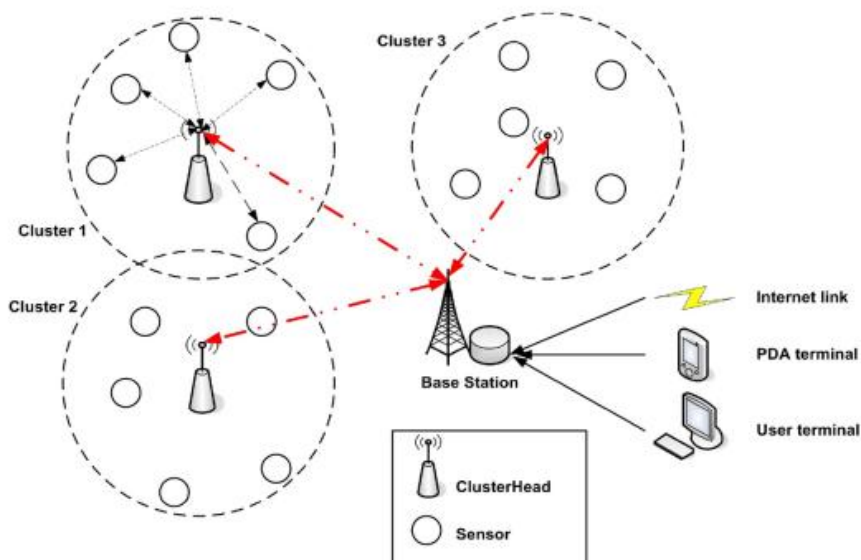 Cluster 3
Cluster 1
Cluster 2
Internet link
PDA terminal
Base Station
User terminal
ClusterHead
Sensor